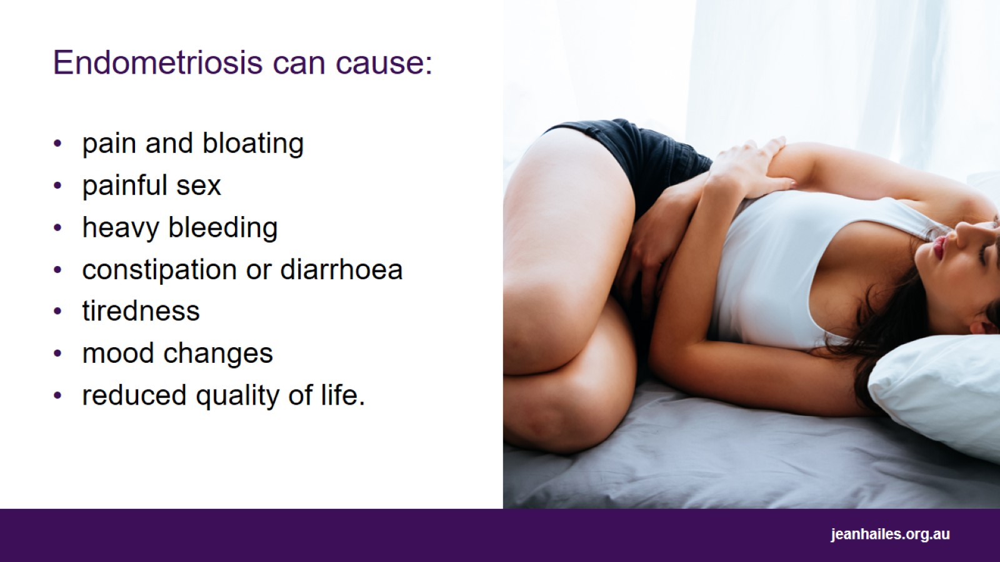 Endometriosis can cause:
• pain and bloating
• painful sex
• heavy bleeding
• constipation or diarrhoea
• tiredness
• mood changes
• reduced quality of life.
jeanhailes.org.au